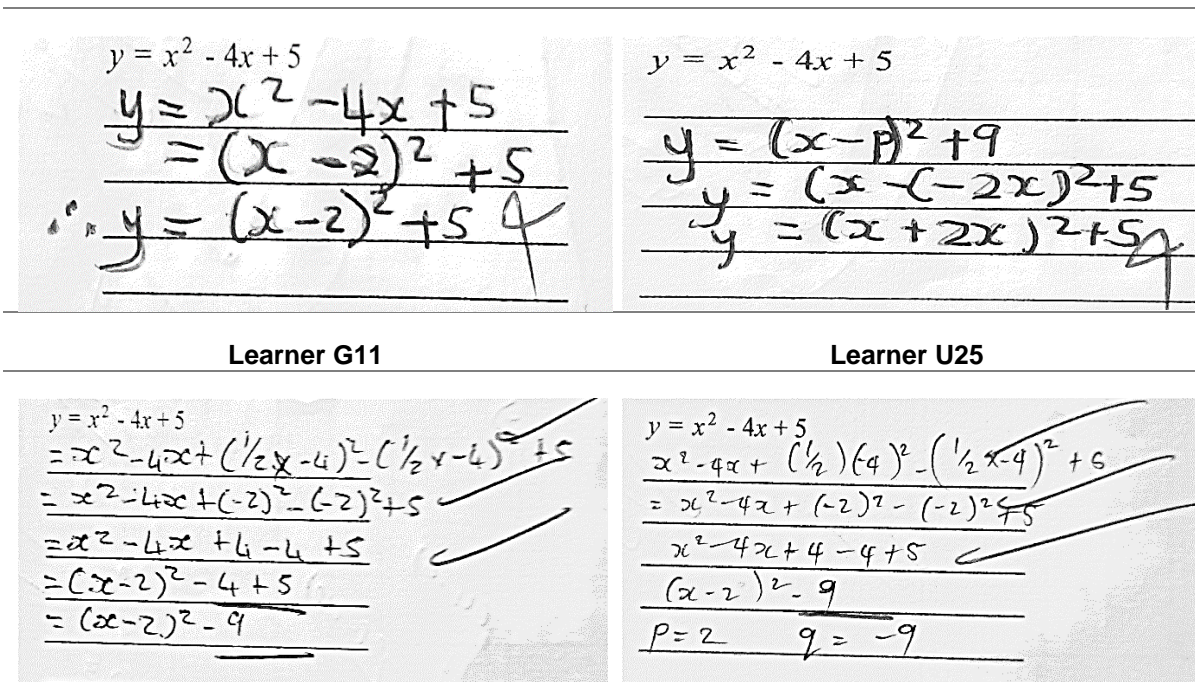 y = x² - 4x + 5
y = x² - 4x + 5
= (x - 2)² + 5
∴ y = (x - 2)² + 5
y = x² - 4x + 5
y = (x - p)² + 9
y = (x - (- 2x))² + 5
y = (x + 2x)² + 5
Learner G11
Learner U25
y = x² - 4x + 5
= x² - 4x + (1/2 x - 4)² - (1/2 x - 4)² + 5
= x² - 4x + (-2)² - (-2)² + 5
= x² - 4x + 4 - 4 + 5
= (x - 2)² - 4 + 5
= (x - 2)² - 9
y = x² - 4x + 5
x² - 4x + (1/2)(-4)² - (1/2 x - 4)² + 5
= x² - 4x + (-2)² - (-2)² + 5
x² - 4x + 4 - 4 + 5
(x - 2)² - 9
P = 2 q = -9